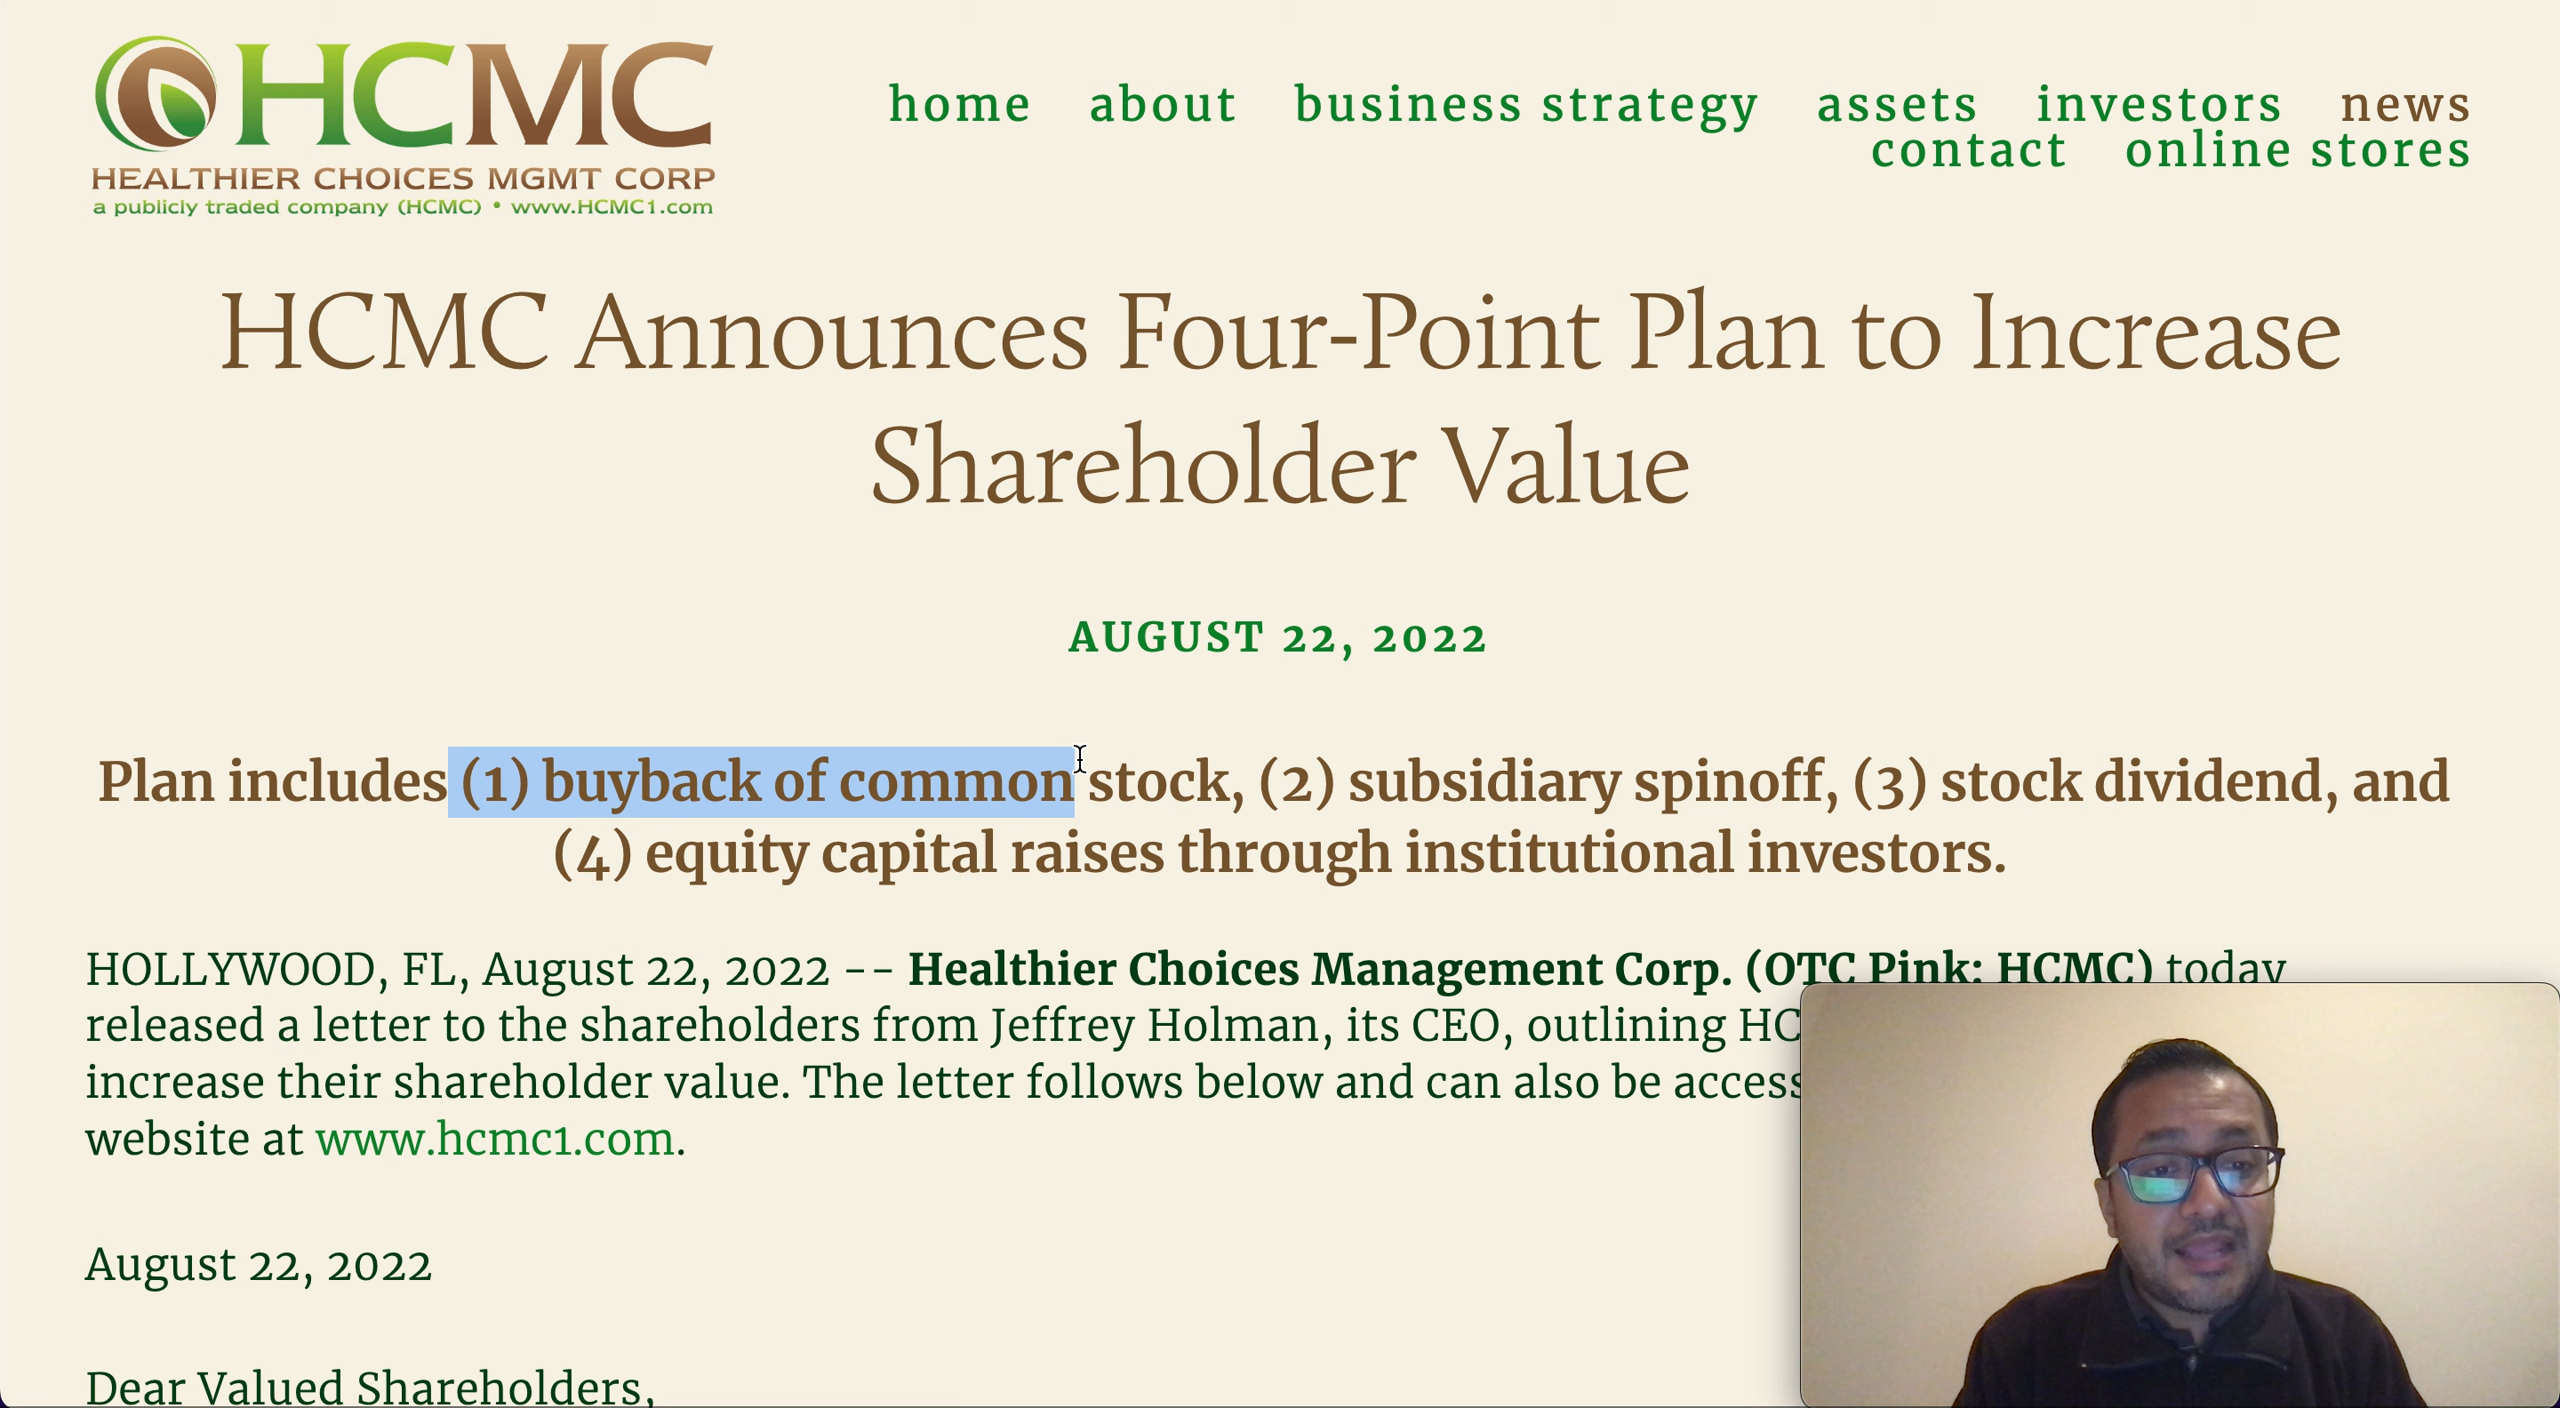 HCMC
HEALTHIER CHOICES MGMT CORP
a publicly traded company (HCMC) • www.HCMC1.com
home about business strategy assets investors news
contact online stores
HCMC Announces Four-Point Plan to Increase
Shareholder Value
AUGUST 22, 2022
Plan includes (1) buyback of common stock, (2) subsidiary spinoff, (3) stock dividend, and
(4) equity capital raises through institutional investors.
HOLLYWOOD, FL, August 22, 2022 -- Healthier Choices Management Corp. (OTC Pink: HCMC) today
released a letter to the shareholders from Jeffrey Holman, its CEO, outlining HC
increase their shareholder value. The letter follows below and can also be access
website at www.hcmc1.com.
August 22, 2022
Dear Valued Shareholders,